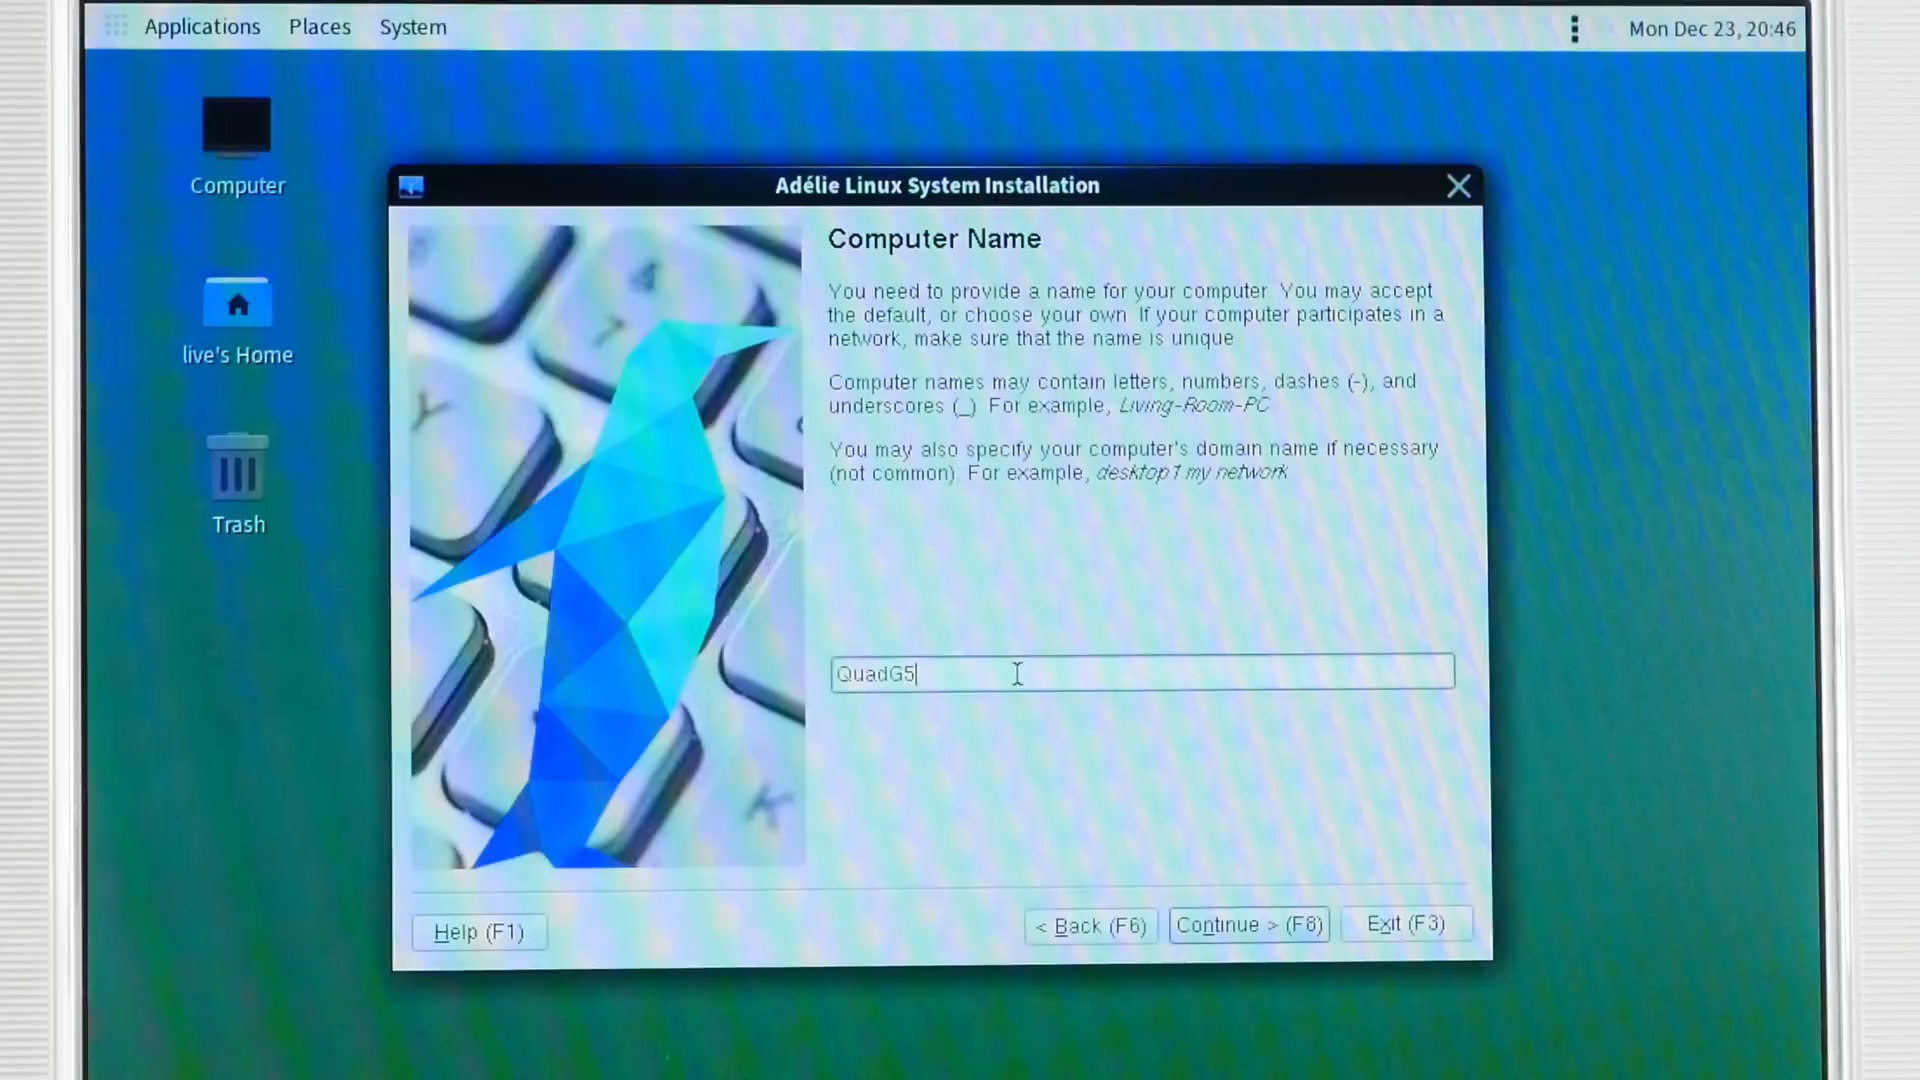 Applications Places System
Mon Dec 23, 20:46
Computer
live's Home
Trash
Adélie Linux System Installation
Computer Name
You need to provide a name for your computer. You may accept
the default, or choose your own. If your computer participates in a
network, make sure that the name is unique.
Computer names may contain letters, numbers, dashes (-), and
underscores (_). For example, Living-Room-PC
You may also specify your computer's domain name if necessary
(not common). For example, desktop1.my.network
QuadG5
Help (F1)
< Back (F6)
Continue > (F8)
Exit (F3)
Y
K